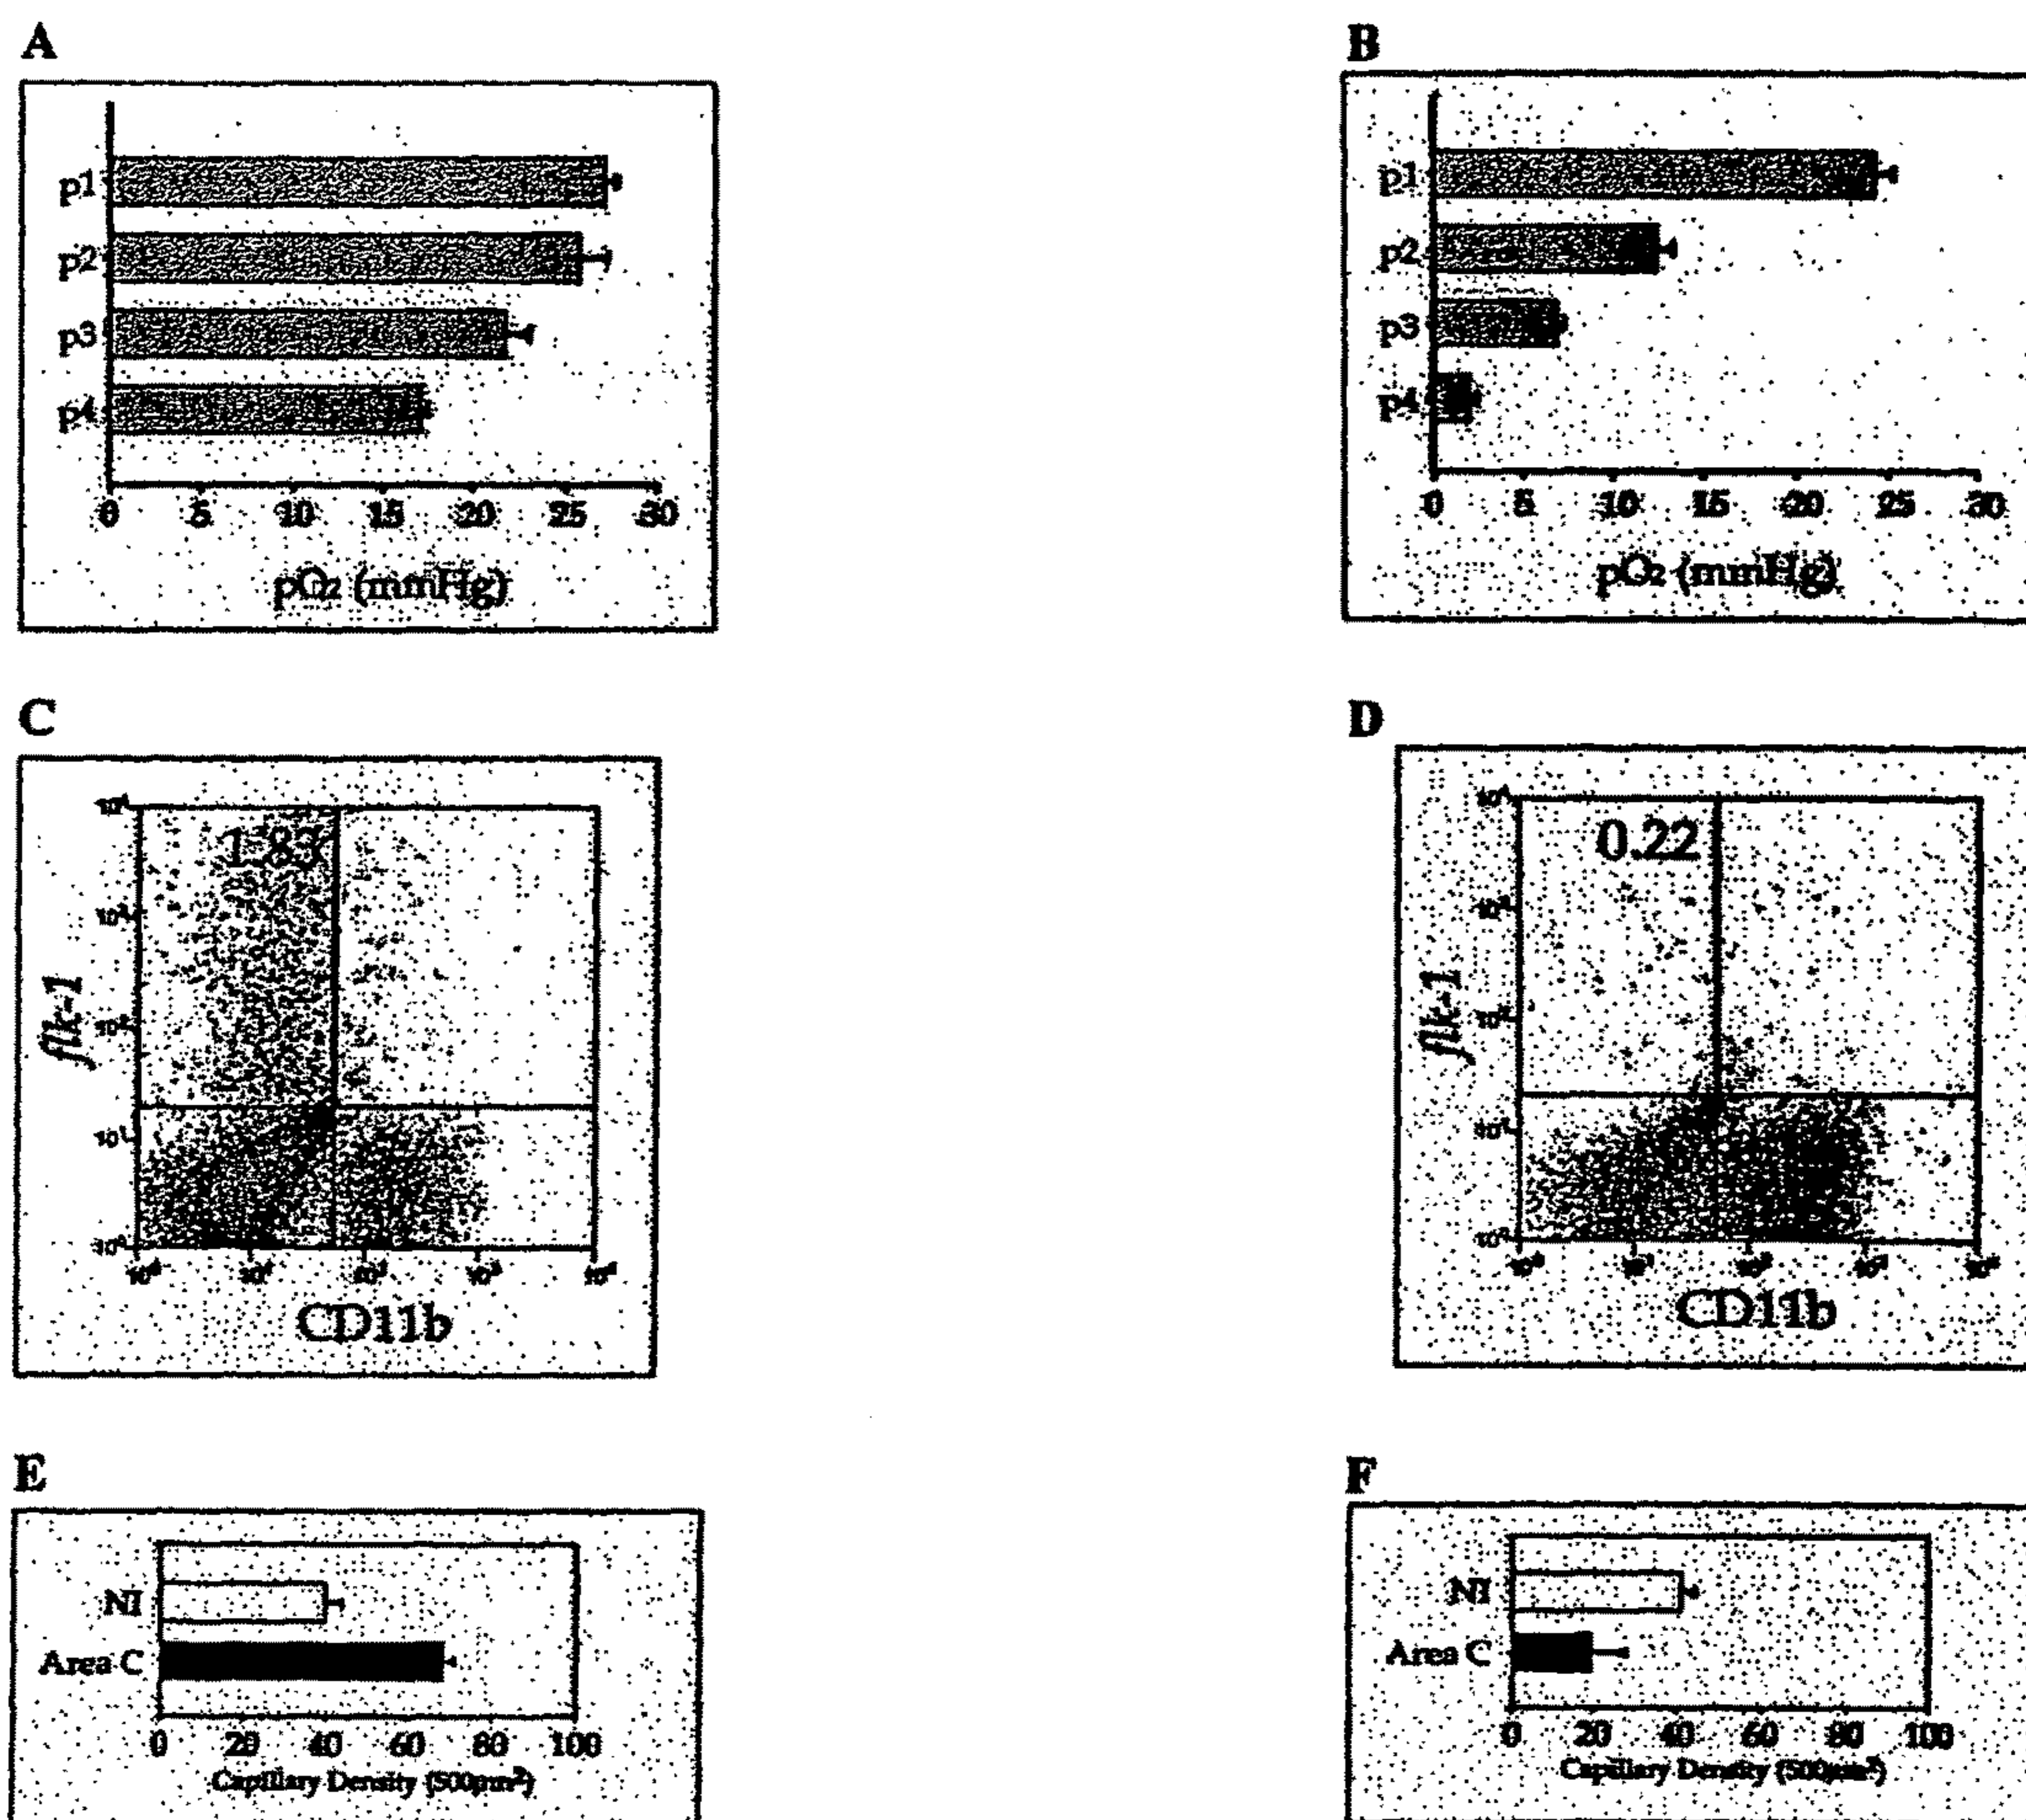 A
p1
p2
p3
p4
0 5 10 15 20 25 30
pO₂ (mmHg)
B
p1
p2
p3
p4
0 5 10 15 20 25 30
pO₂ (mmHg)
C
1.83
flk-1
10¹
CD11b
D
0.22
flk-1
CD11b
E
NI
Area C
0 20 40 60 80 100
Capillary Density (500µm²)
F
NI
Area C
0 20 40 60 80 100
Capillary Density (500µm²)